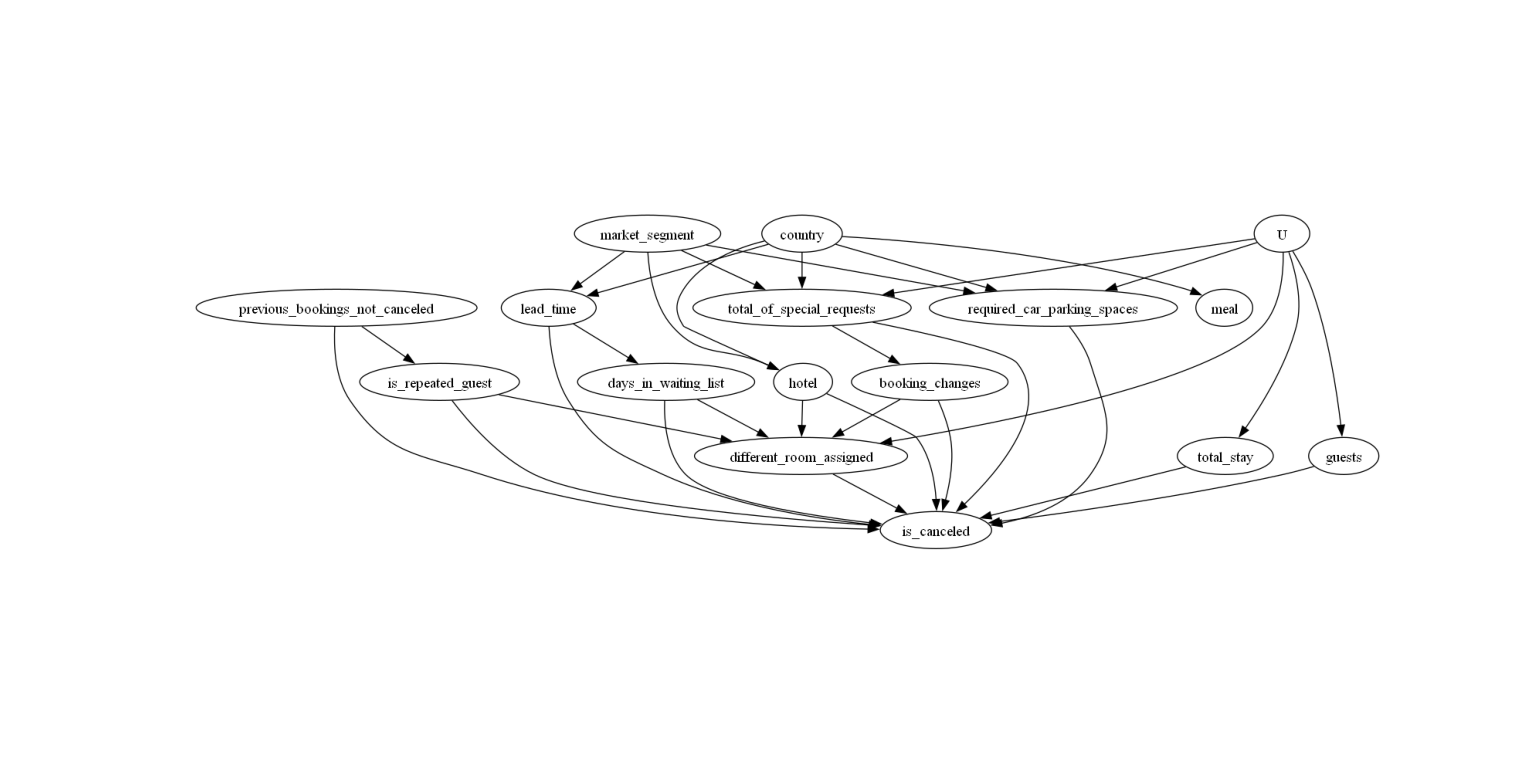 market_segment
country
U
previous_bookings_not_canceled
lead_time
total_of_special_requests
required_car_parking_spaces
meal
is_repeated_guest
days_in_waiting_list
hotel
booking_changes
different_room_assigned
total_stay
guests
is_canceled